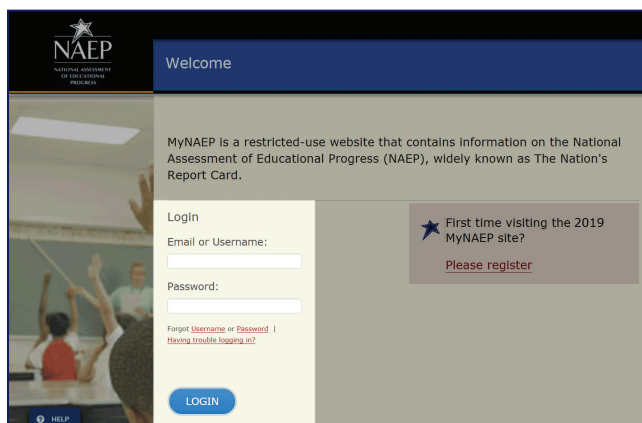 NAEP
NATIONAL ASSESSMENT
OF EDUCATIONAL
PROGRESS
Welcome
MyNAEP is a restricted-use website that contains information on the National
Assessment of Educational Progress (NAEP), widely known as The Nation's
Report Card.
Login
Email or Username:
Password:
Forgot Username or Password |
Having trouble logging in?
LOGIN
First time visiting the 2019
MyNAEP site?
Please register
? HELP